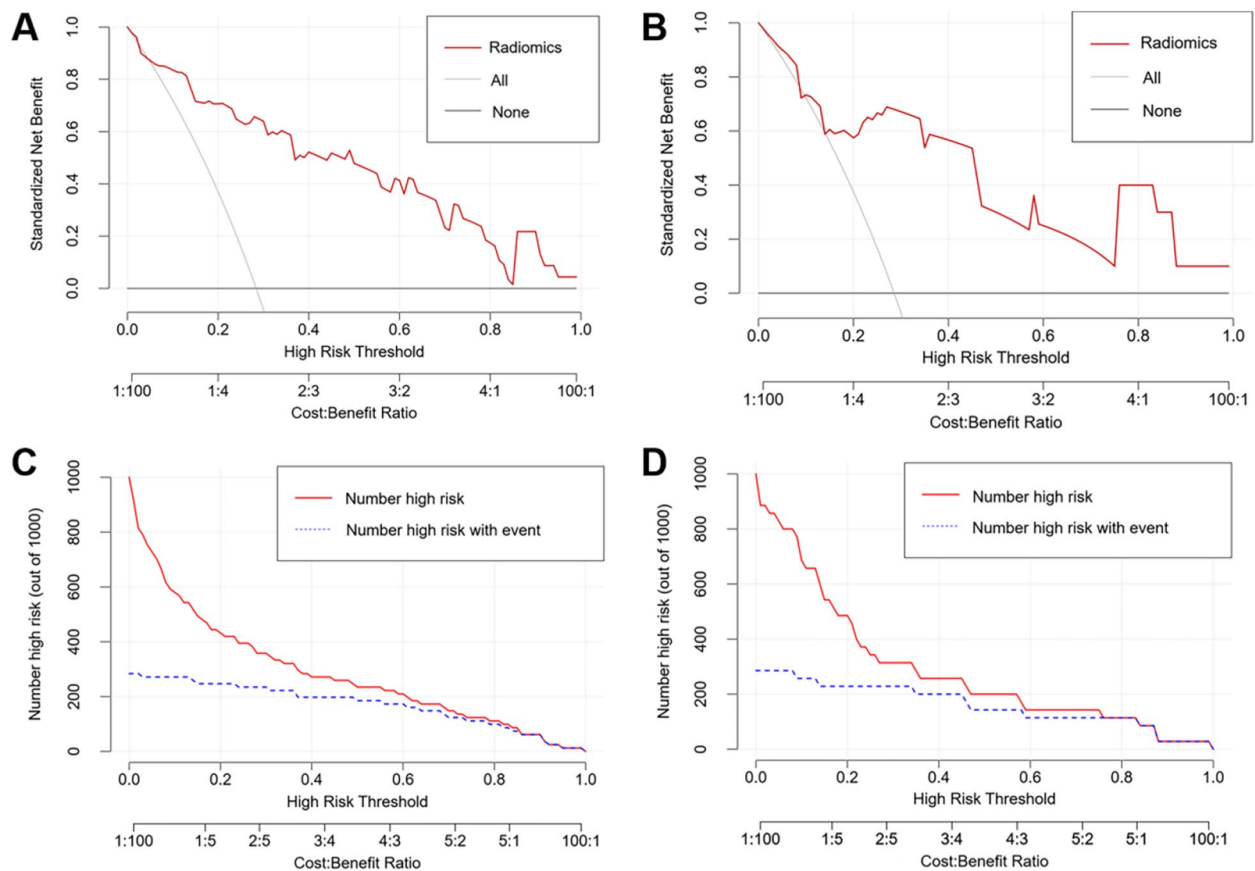 A
Standardized Net Benefit
1.0
0.8
0.6
0.4
0.2
0.0
Radiomics
All
None
0.0 0.2 0.4 0.6 0.8 1.0
High Risk Threshold
1:100 1:4 2:3 3:2 4:1 100:1
Cost:Benefit Ratio
B
Standardized Net Benefit
1.0
0.8
0.6
0.4
0.2
0.0
Radiomics
All
None
0.0 0.2 0.4 0.6 0.8 1.0
High Risk Threshold
1:100 1:4 2:3 3:2 4:1 100:1
Cost:Benefit Ratio
C
Number high risk (out of 1000)
1000
800
600
400
200
0
Number high risk
Number high risk with event
0.0 0.2 0.4 0.6 0.8 1.0
High Risk Threshold
1:100 1:5 2:5 3:4 4:3 5:2 5:1 100:1
Cost:Benefit Ratio
D
Number high risk (out of 1000)
1000
800
600
400
200
0
Number high risk
Number high risk with event
0.0 0.2 0.4 0.6 0.8 1.0
High Risk Threshold
1:100 1:5 2:5 3:4 4:3 5:2 5:1 100:1
Cost:Benefit Ratio